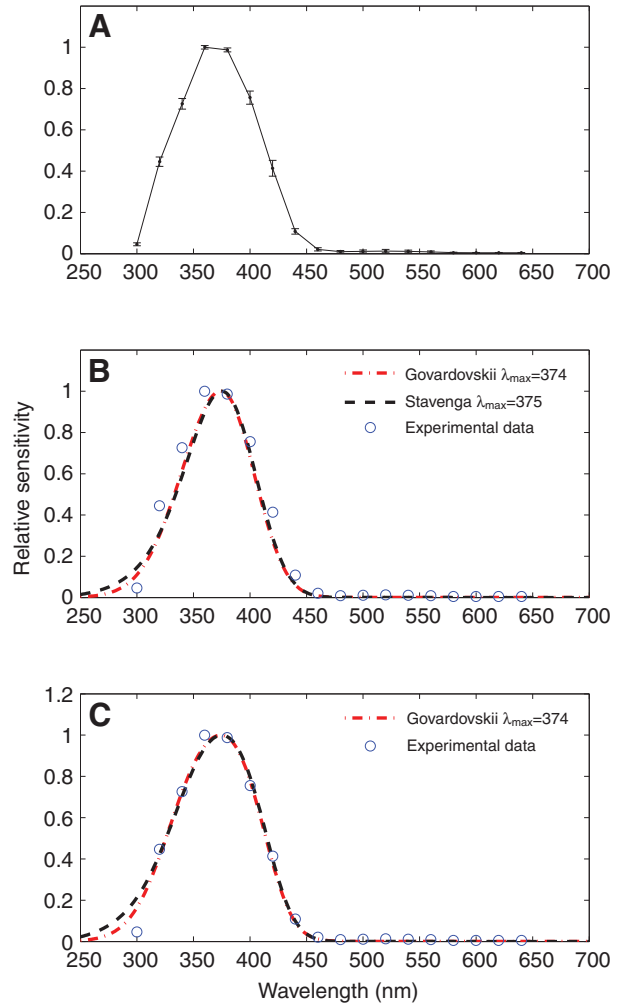 A
1
0.8
0.6
0.4
0.2
0
250 300 350 400 450 500 550 600 650 700
B
Govardovskii λmax=374
Stavenga λmax=375
Experimental data
1
0.8
0.6
0.4
0.2
0
250 300 350 400 450 500 550 600 650 700
Relative sensitivity
C
Govardovskii λmax=374
Experimental data
1.2
1
0.8
0.6
0.4
0.2
0
250 300 350 400 450 500 550 600 650 700
Wavelength (nm)